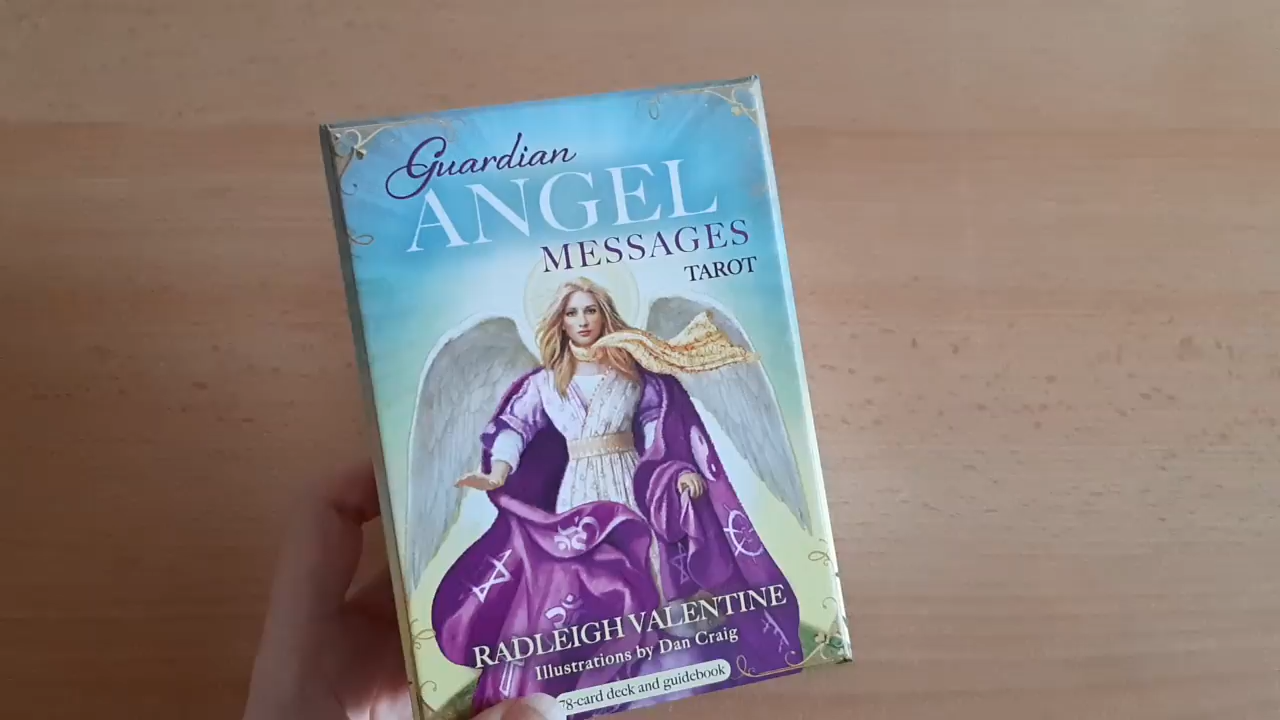 Guardian
ANGEL
MESSAGES
TAROT
RADLEIGH VALENTINE
Illustrations by Dan Craig
78-card deck and guidebook